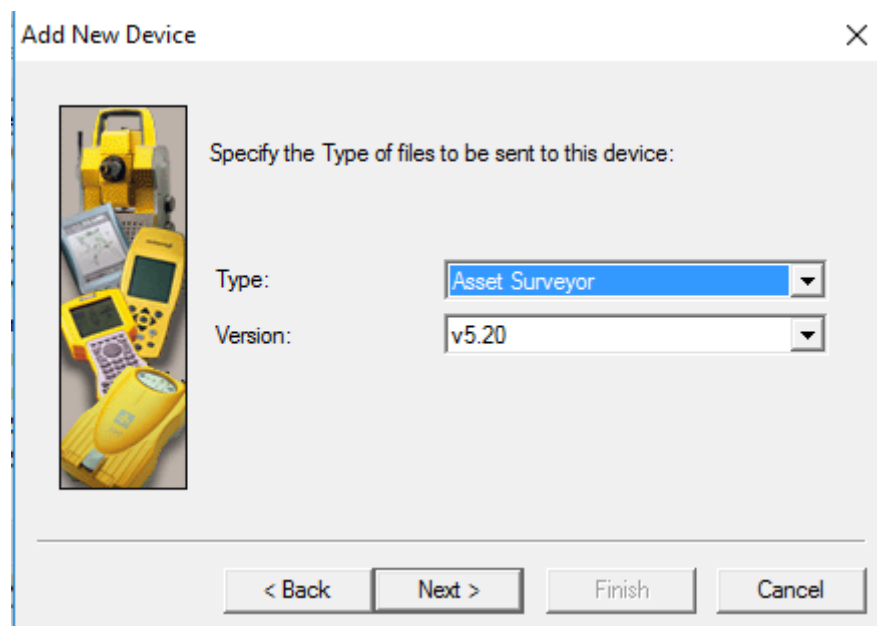 Add New Device
Specify the Type of files to be sent to this device:
Type: Asset Surveyor
Version: v5.20
< Back Next > Finish Cancel